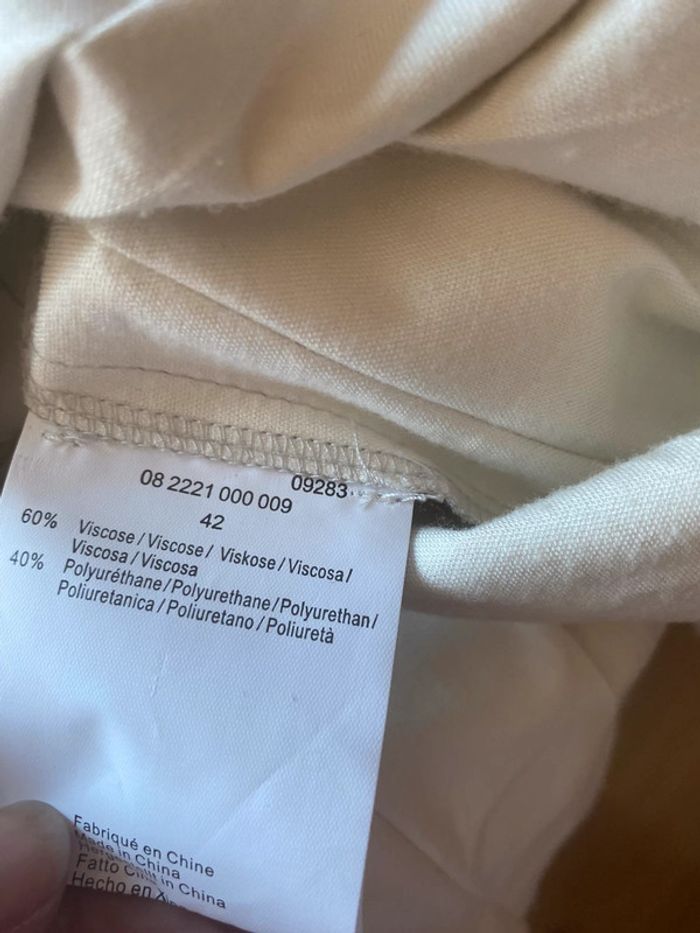 09283
08 2221 000 009
42
60% Viscose / Viscose / Viskose / Viscosa /
Viscosa / Viscosa
40% Polyuréthane / Polyurethane / Polyurethan /
Poliuretanica / Poliuretano / Poliuretà
Fabriqué en Chine
Made in China
in China
Fatto
Hecho en